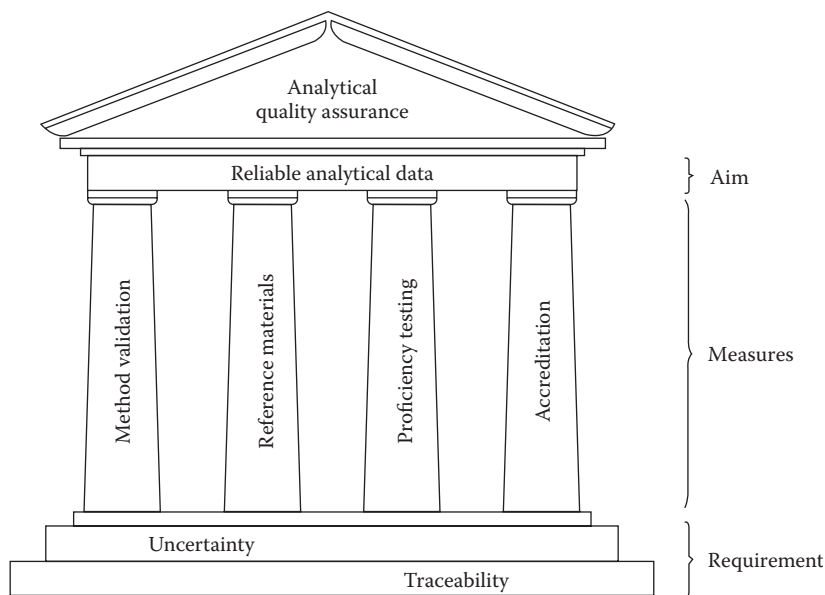 Analytical
quality assurance
Reliable analytical data
Aim
Method validation
Reference materials
Proficiency testing
Accreditation
Measures
Uncertainty
Traceability
Requirement